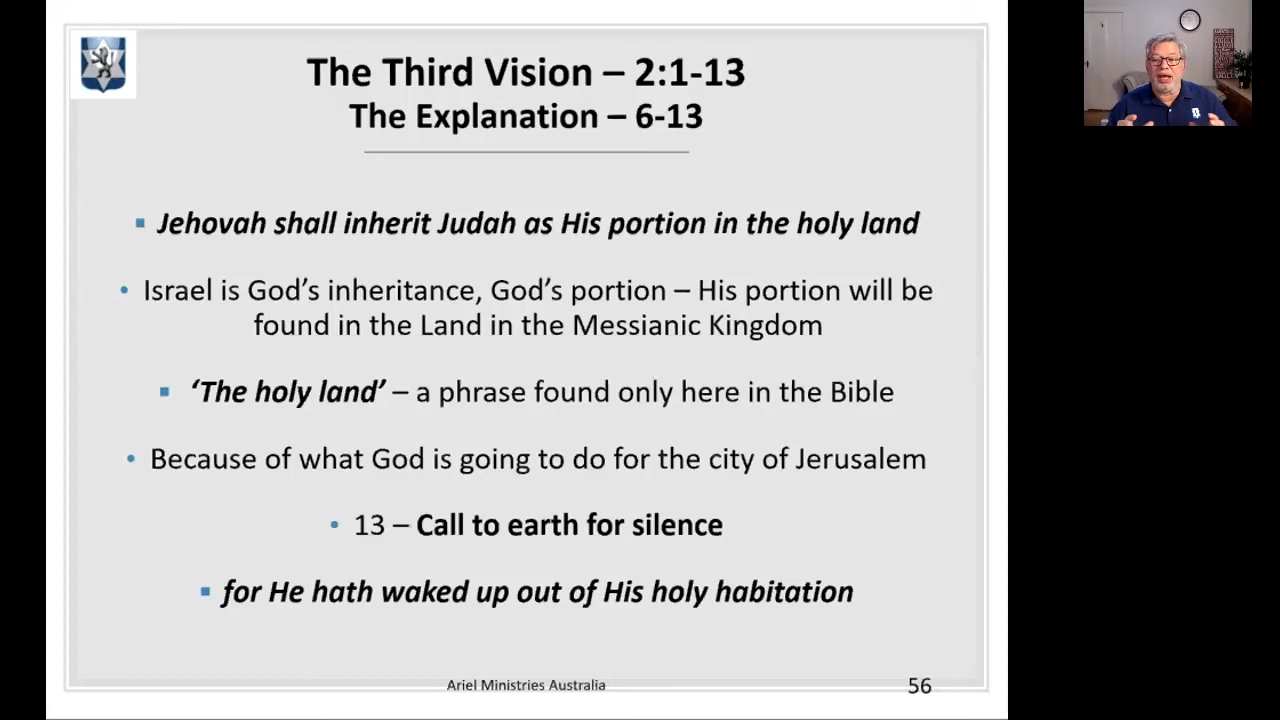 The Third Vision – 2:1-13
The Explanation – 6-13
▪ Jehovah shall inherit Judah as His portion in the holy land
• Israel is God’s inheritance, God’s portion – His portion will be
found in the Land in the Messianic Kingdom
▪ ‘The holy land’ – a phrase found only here in the Bible
• Because of what God is going to do for the city of Jerusalem
• 13 – Call to earth for silence
▪ for He hath waked up out of His holy habitation
Ariel Ministries Australia
56